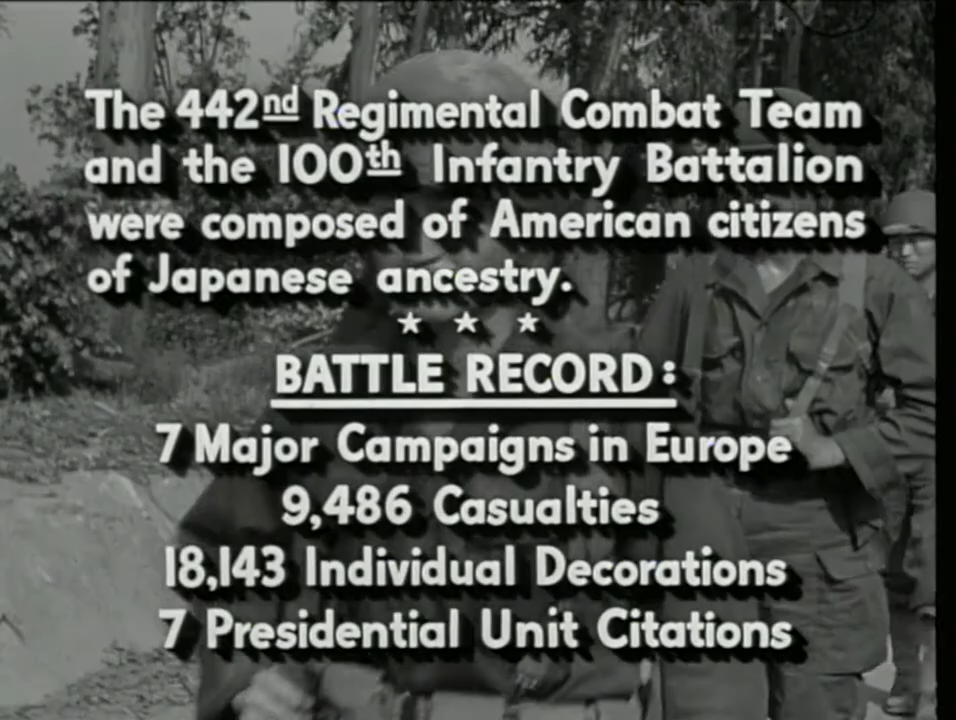 The 442nd Regimental Combat Team
and the 100th Infantry Battalion
were composed of American citizens
of Japanese ancestry.
★ ★ ★
BATTLE RECORD:
7 Major Campaigns in Europe
9,486 Casualties
18,143 Individual Decorations
7 Presidential Unit Citations